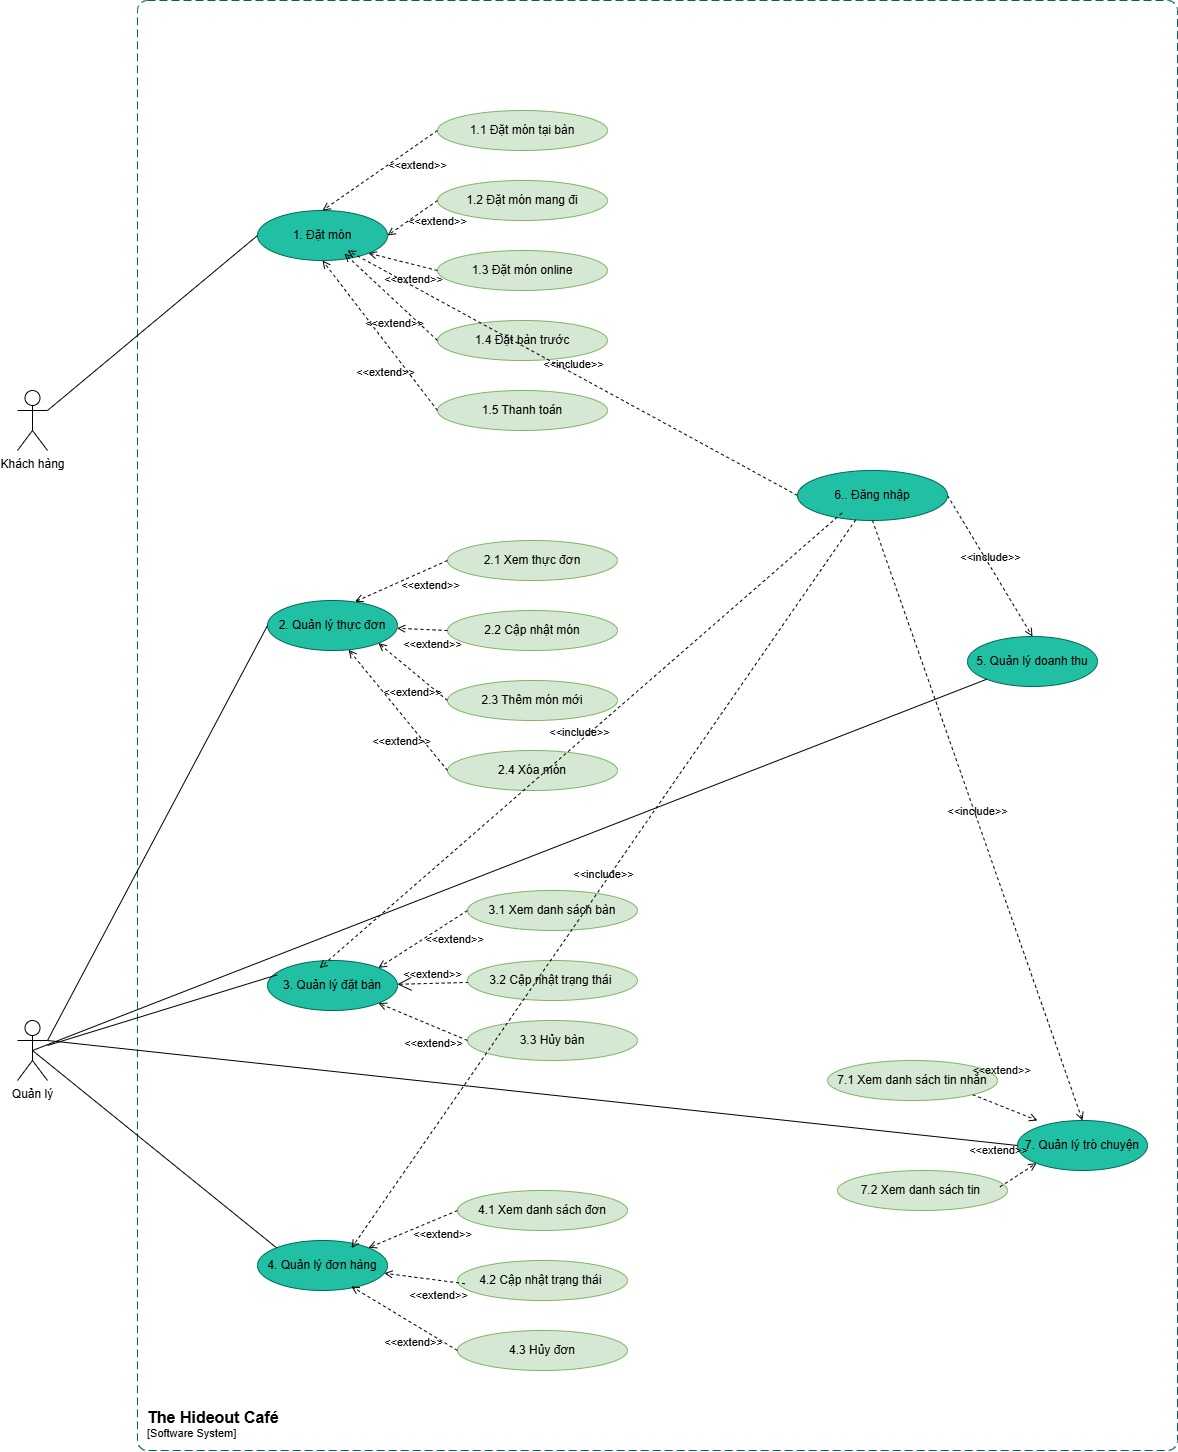 1.1 Đặt món tại bàn
<<extend>>
1.2 Đặt món mang đi
<<extend>>
1. Đặt món
1.3 Đặt món online
<<extend>>
<<extend>>
1.4 Đặt bàn trước
<<include>>
<<extend>>
1.5 Thanh toán
Khách hàng
6.. Đăng nhập
2.1 Xem thực đơn
<<include>>
<<extend>>
2. Quản lý thực đơn
2.2 Cập nhật món
<<extend>>
5. Quản lý doanh thu
<<extend>>
2.3 Thêm món mới
<<include>>
<<extend>>
2.4 Xóa món
<<include>>
<<include>>
3.1 Xem danh sách bàn
<<extend>>
<<extend>>
3. Quản lý đặt bàn
3.2 Cập nhật trạng thái
<<extend>>
3.3 Hủy bàn
Quản lý
<<extend>>
7.1 Xem danh sách tin nhắn
7. Quản lý trò chuyện
<<extend>>
7.2 Xem danh sách tin
4.1 Xem danh sách đơn
<<extend>>
4. Quản lý đơn hàng
4.2 Cập nhật trạng thái
<<extend>>
<<extend>>
4.3 Hủy đơn
The Hideout Café
[Software System]